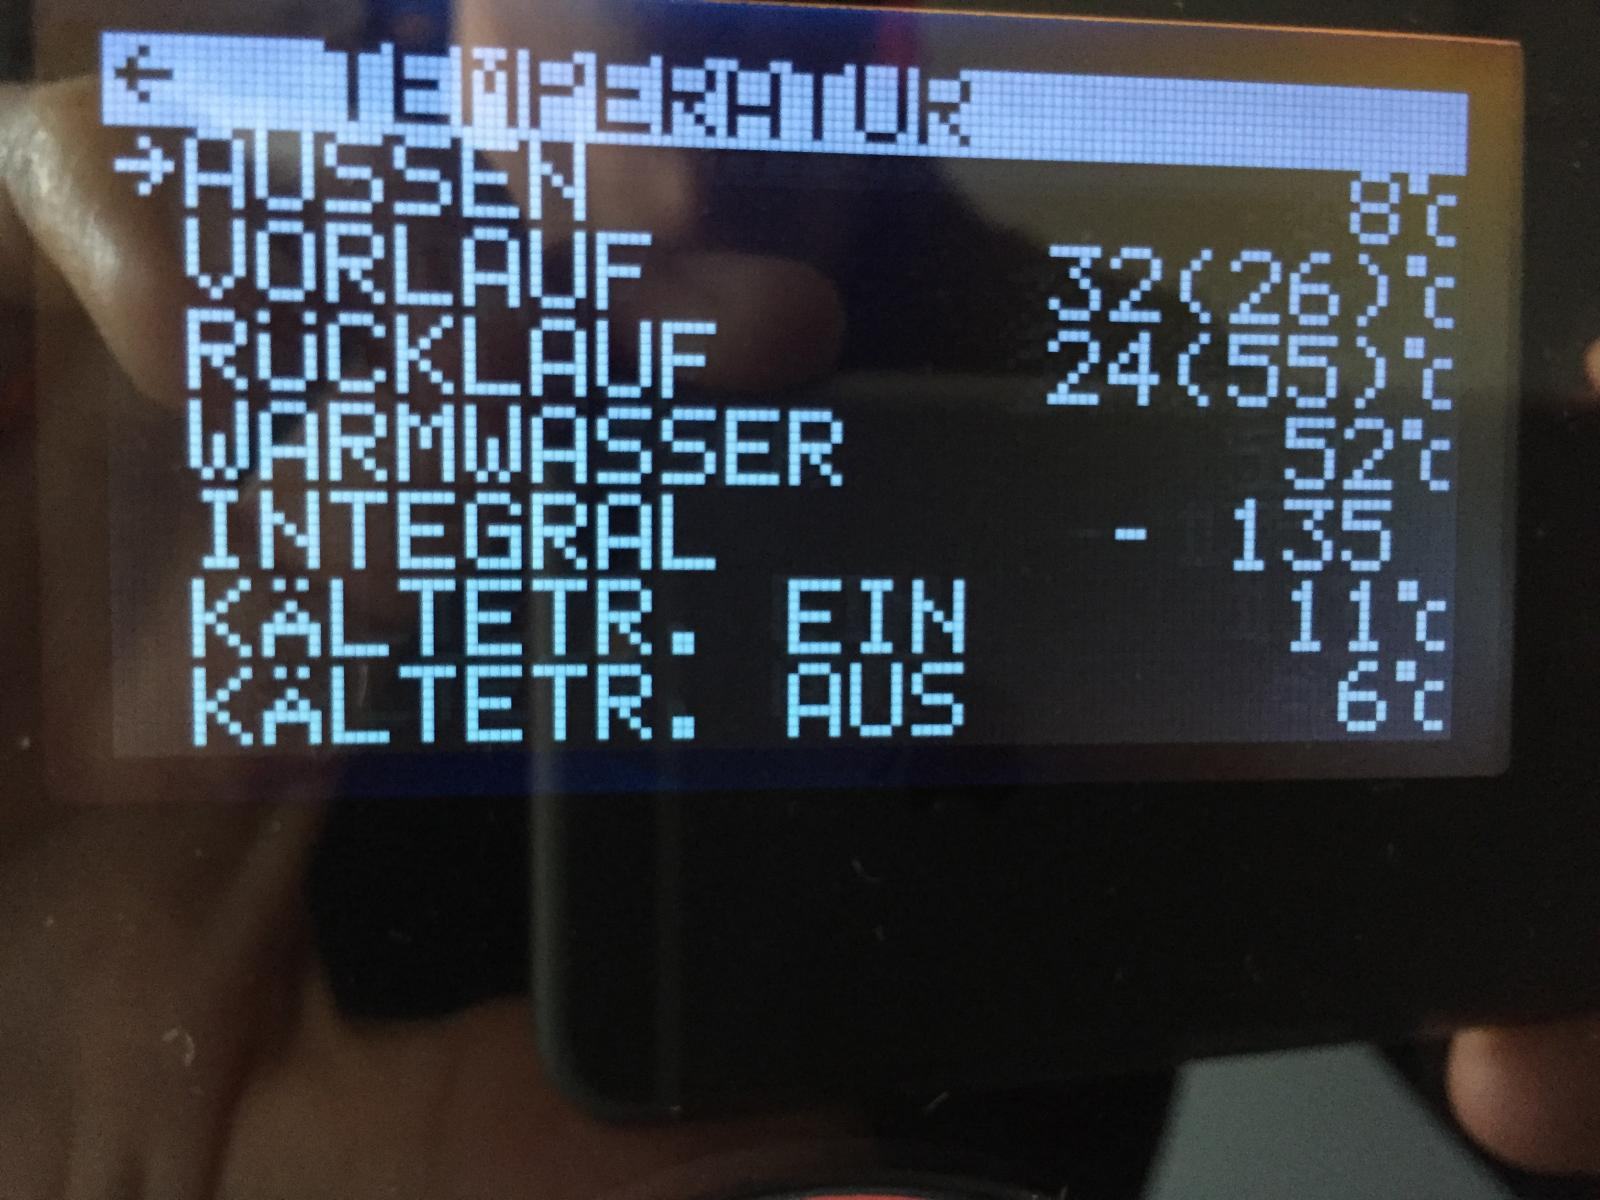 ← TEMPERATUR
→AUSSEN 8°C
VORLAUF 32(26)°C
RÜCKLAUF 24(55)°C
WARMWASSER 52°C
INTEGRAL - 135
KÄLTETR. EIN 11°C
KÄLTETR. AUS 6°C